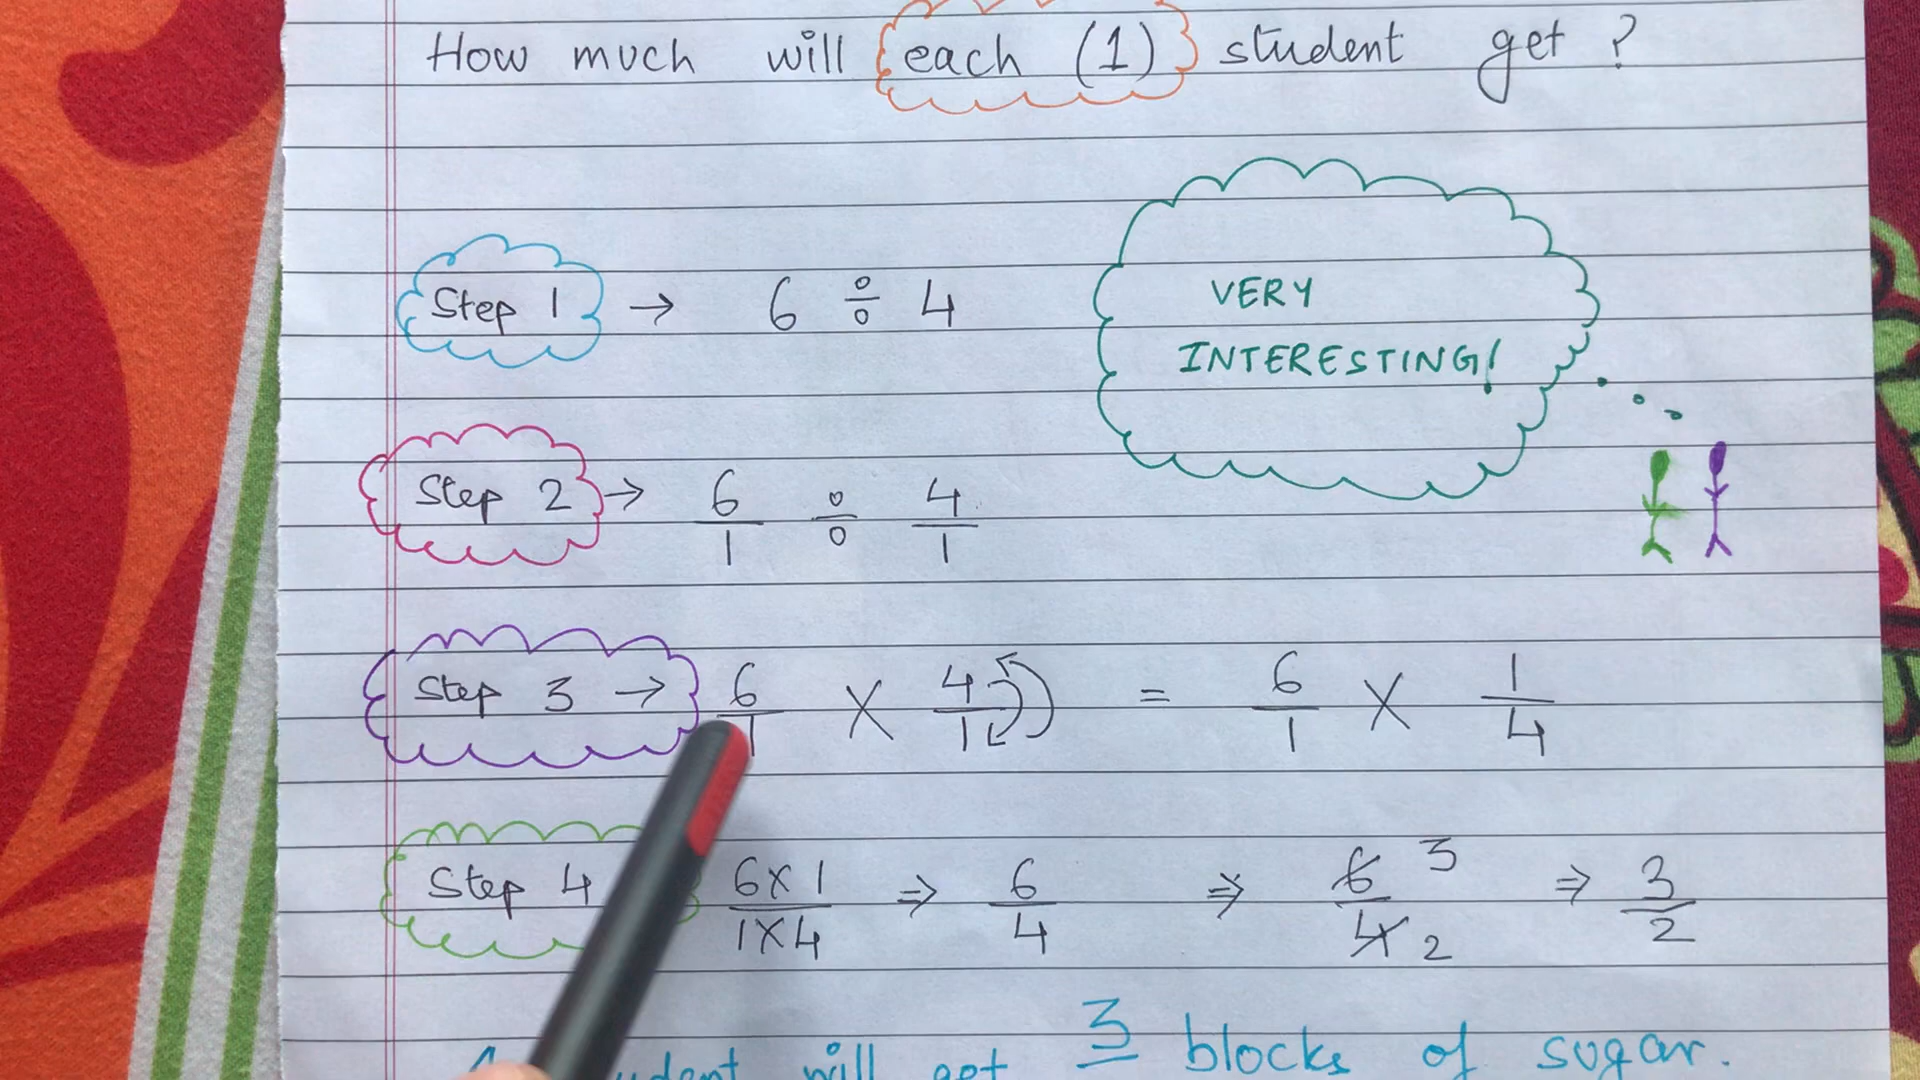 How much will each (1) student get ?
VERY
INTERESTING!
Step 1 → 6 ÷ 4
Step 2 → 6/1 ÷ 4/1
Step 3 → 6/1 X 4/1 = 6/1 X 1/4
Step 4 6X1/1X4 ⇒ 6/4 ⇒ 6 3/4 2 ⇒ 3/2
will get 3 blocks of sugar.